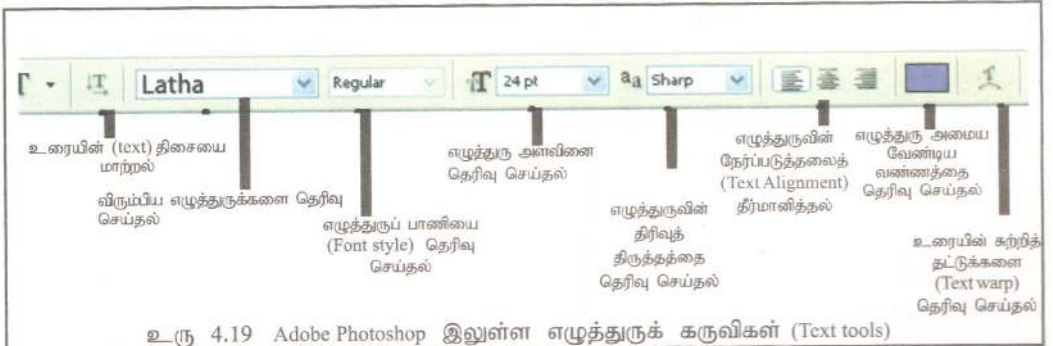 T
Latha
Regular
T
24 pt
aa
Sharp
உரையின் (text) திசையை
மாற்றல்
விரும்பிய எழுத்துருக்களை தெரிவு
செய்தல்
எழுத்துருப் பாணியை
(Font style) தெரிவு
செய்தல்
எழுத்துரு அளவினை
தெரிவு செய்தல்
எழுத்துருவின்
திரிவுத்
திருத்தத்தை
தெரிவு செய்தல்
எழுத்துருவின்
நேர்ப்படுத்தலைத்
(Text Alignment)
தீர்மானித்தல்
எழுத்துரு அமைய
வேண்டிய
வண்ணத்தை
தெரிவு செய்தல்
உரையின் சுற்றித்
தட்டுக்களை
(Text warp)
தெரிவு செய்தல்
உரு 4.19 Adobe Photoshop இலுள்ள எழுத்துருக் கருவிகள் (Text tools)